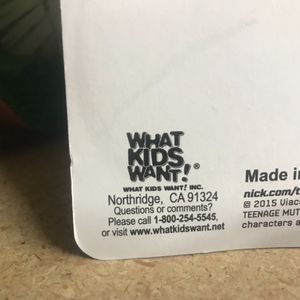 WHAT
KIDS
WANT!®
WHAT KIDS WANT! INC.
Northridge, CA 91324
Questions or comments?
Please call 1-800-254-5545,
or visit www.whatkidswant.net
Made in
nick.com/t
© 2015 Viac
TEENAGE MUT
characters a